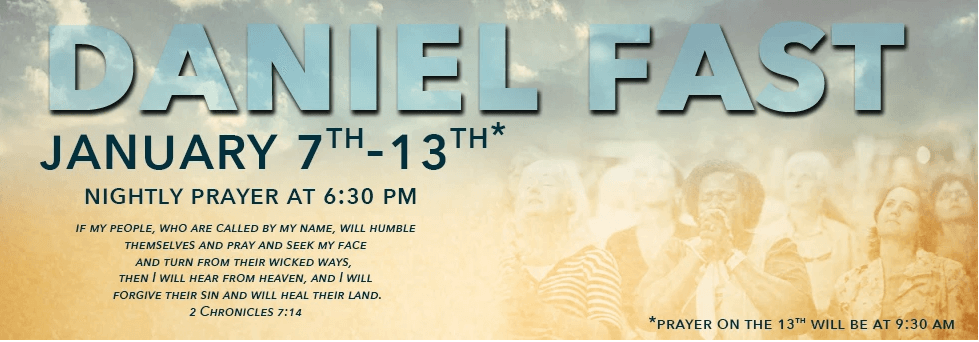 DANIEL FAST
JANUARY 7TH-13TH*
NIGHTLY PRAYER AT 6:30 PM
IF MY PEOPLE, WHO ARE CALLED BY MY NAME, WILL HUMBLE
THEMSELVES AND PRAY AND SEEK MY FACE
AND TURN FROM THEIR WICKED WAYS,
THEN I WILL HEAR FROM HEAVEN, AND I WILL
FORGIVE THEIR SIN AND WILL HEAL THEIR LAND.
2 CHRONICLES 7:14
*PRAYER ON THE 13TH WILL BE AT 9:30 AM